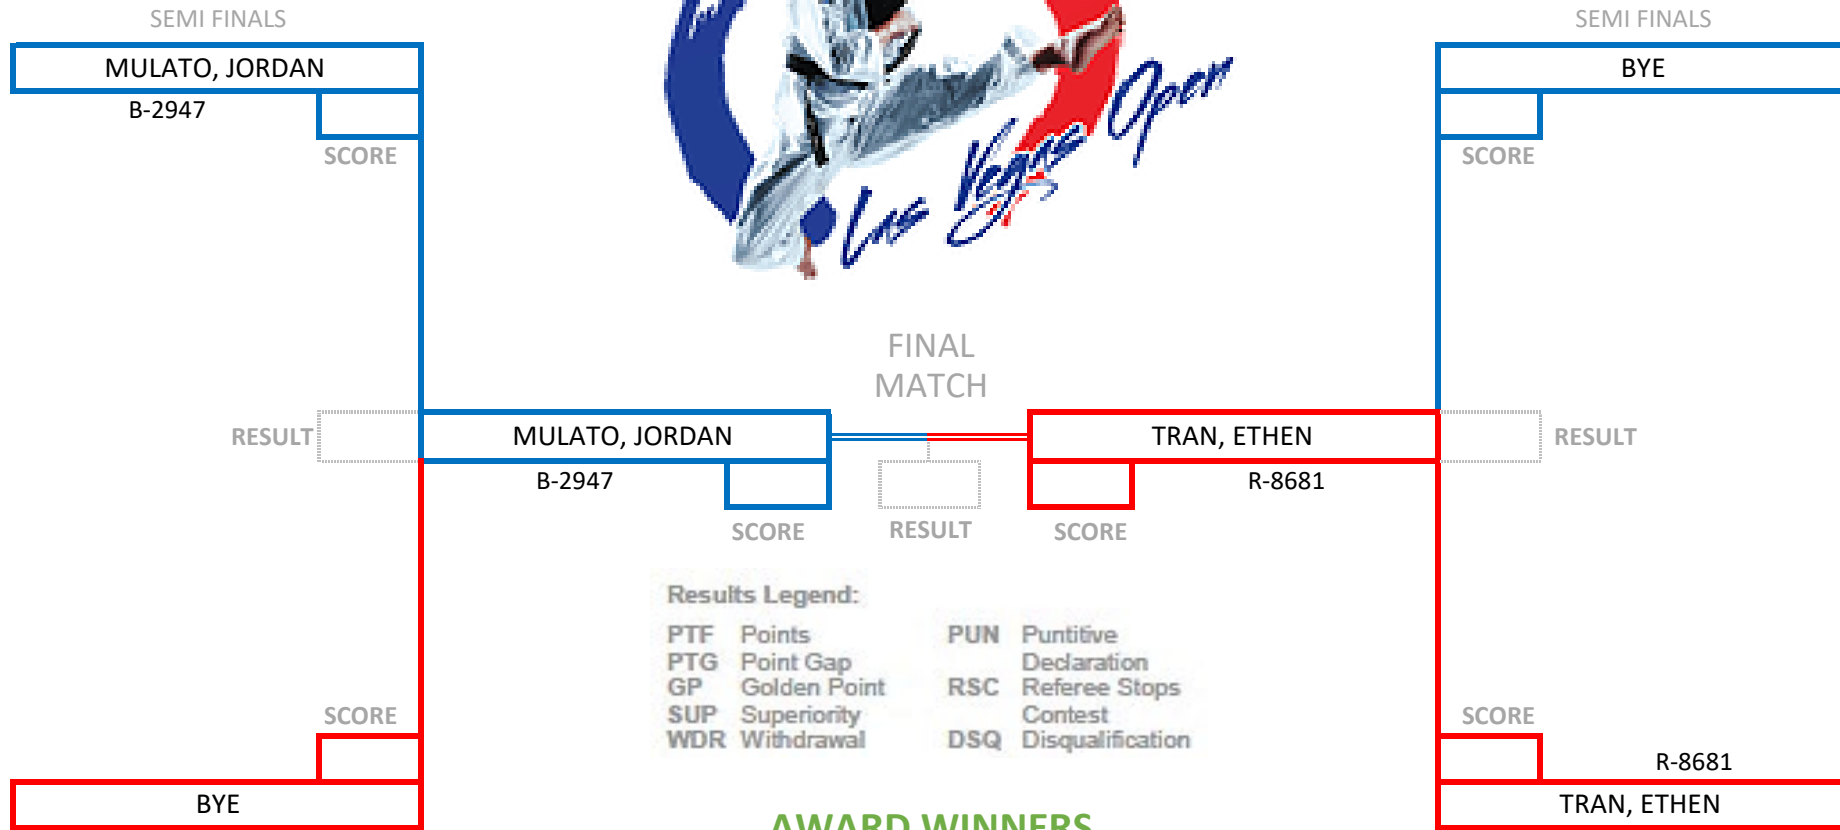 SEMI FINALS
SEMI FINALS
MULATO, JORDAN
BYE
B-2947
SCORE
SCORE
Las Vegas Open
FINAL
MATCH
RESULT
MULATO, JORDAN
TRAN, ETHEN
RESULT
B-2947
R-8681
SCORE
RESULT
SCORE
Results Legend:
PTF Points PUN Puntitive
PTG Point Gap Declaration
GP Golden Point RSC Referee Stops
SUP Superiority Contest
WDR Withdrawal DSQ Disqualification
SCORE
SCORE
R-8681
BYE
TRAN, ETHEN
AWARD WINNERS